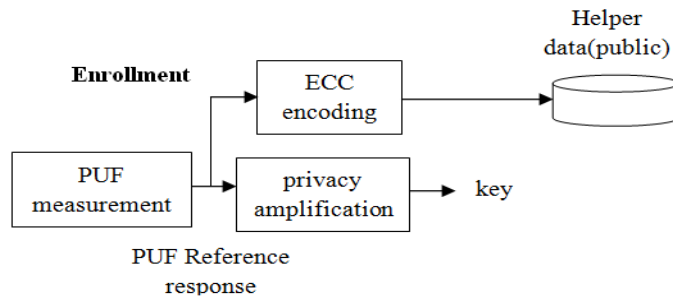 Helper
data(public)
Enrollment
ECC
encoding
PUF
measurement
privacy
amplification
key
PUF Reference
response